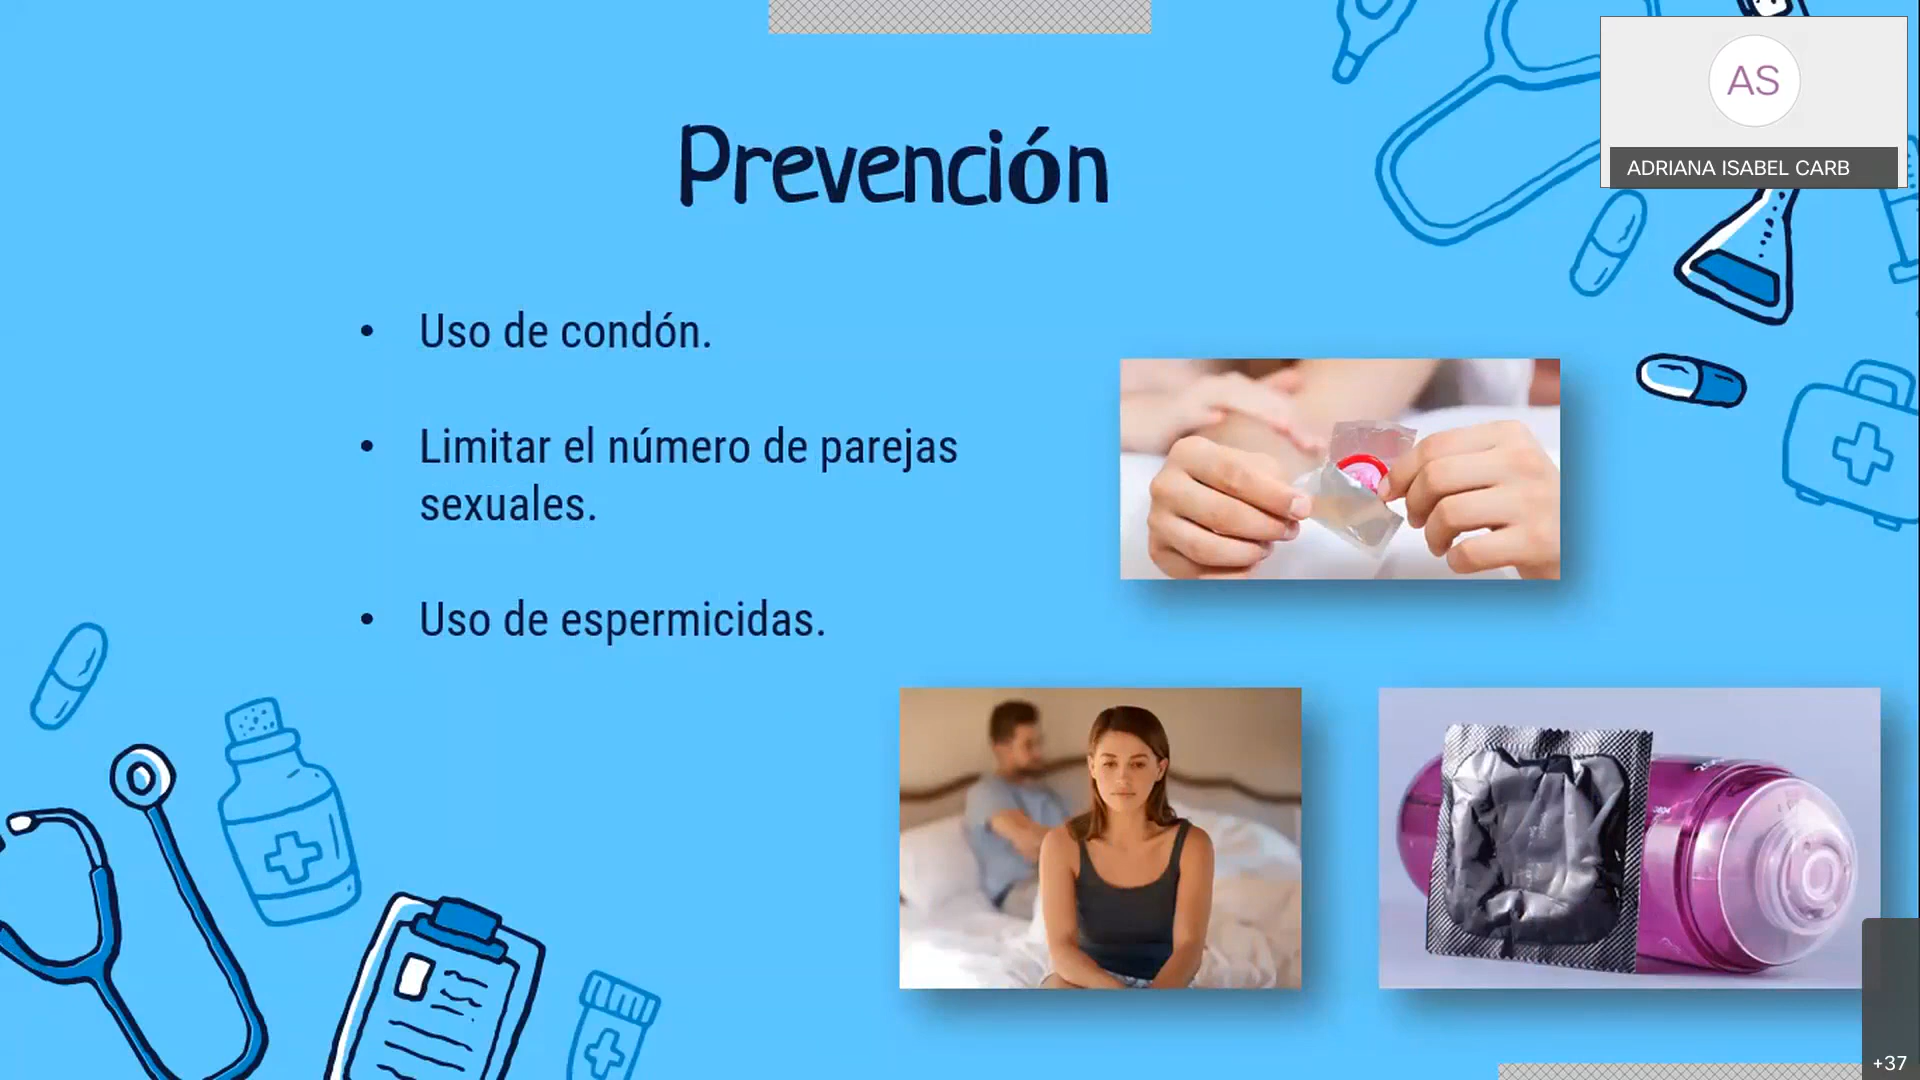 AS
ADRIANA ISABEL CARB
Prevención
• Uso de condón.
• Limitar el número de parejas
sexuales.
• Uso de espermicidas.
+37